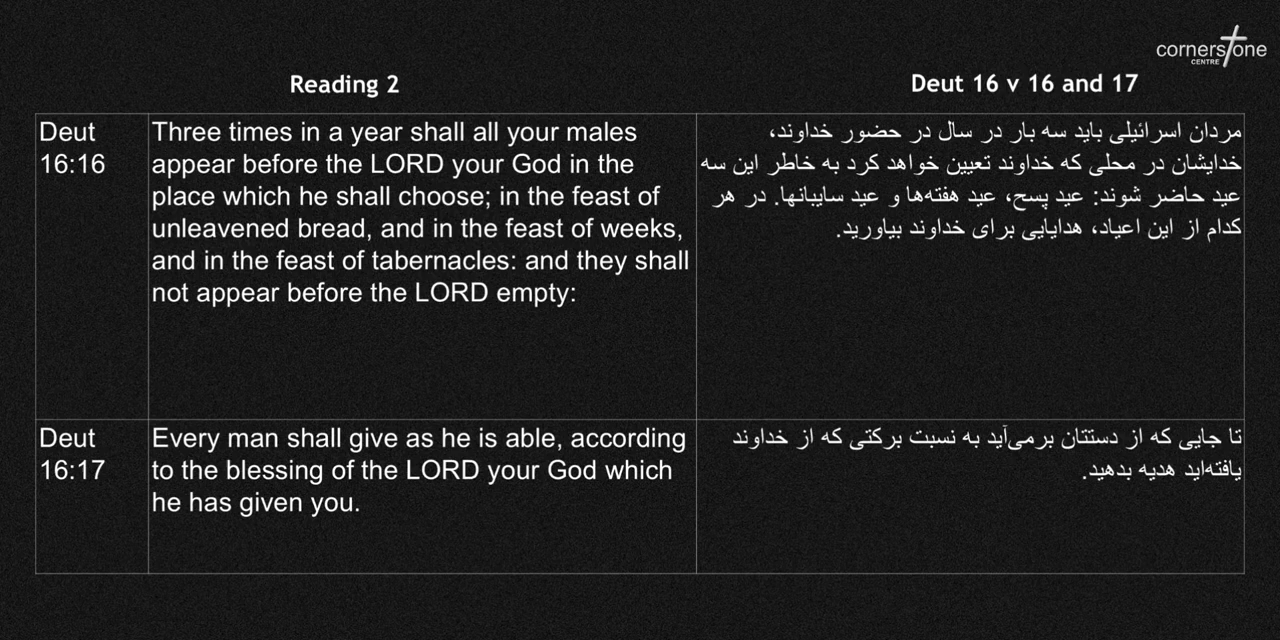 cornerstone
CENTRE
Reading 2
Deut 16 v 16 and 17
Deut
16:16
Three times in a year shall all your males
appear before the LORD your God in the
place which he shall choose; in the feast of
unleavened bread, and in the feast of weeks,
and in the feast of tabernacles: and they shall
not appear before the LORD empty:
مردان اسرائیلی باید سه بار در سال در حضور خداوند،
خدایشان در محلی که خداوند تعیین خواهد کرد به خاطر این سه
عید حاضر شوند: عید پسح، عید هفته‌ها و عید سایبانها. در هر
کدام از این اعیاد، هدایایی برای خداوند بیاورید.
Deut
16:17
Every man shall give as he is able, according
to the blessing of the LORD your God which
he has given you.
تا جایی که از دستتان برمی‌آید به نسبت برکتی که از خداوند
یافته‌اید هدیه بدهید.